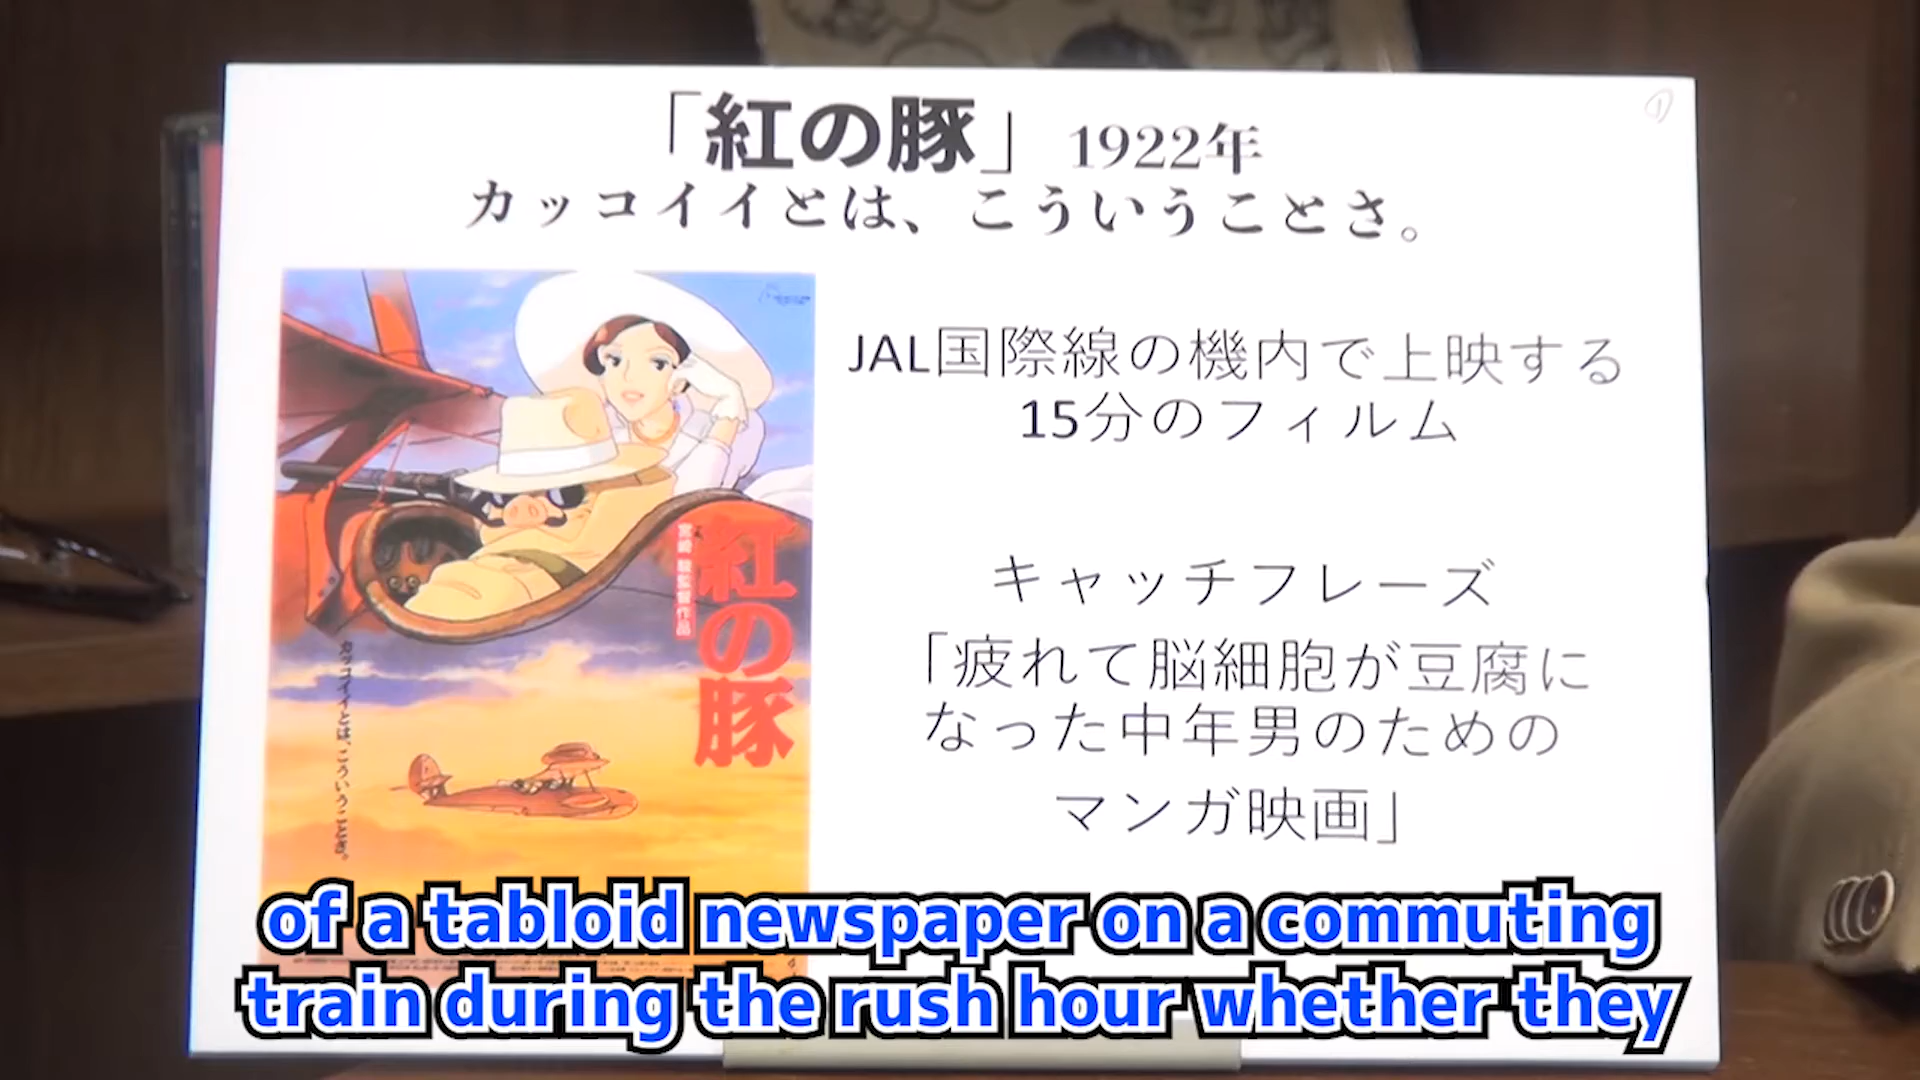 「紅の豚」 1922年
カッコイイとは、こういうことさ。
JAL国際線の機内で上映する
15分のフィルム
キャッチフレーズ
「疲れて脳細胞が豆腐に
なった中年男のための
マンガ映画」
宮崎 駿監督作品
紅の豚
カッコイイとは、こういうことさ。
of a tabloid newspaper on a commuting
train during the rush hour whether they